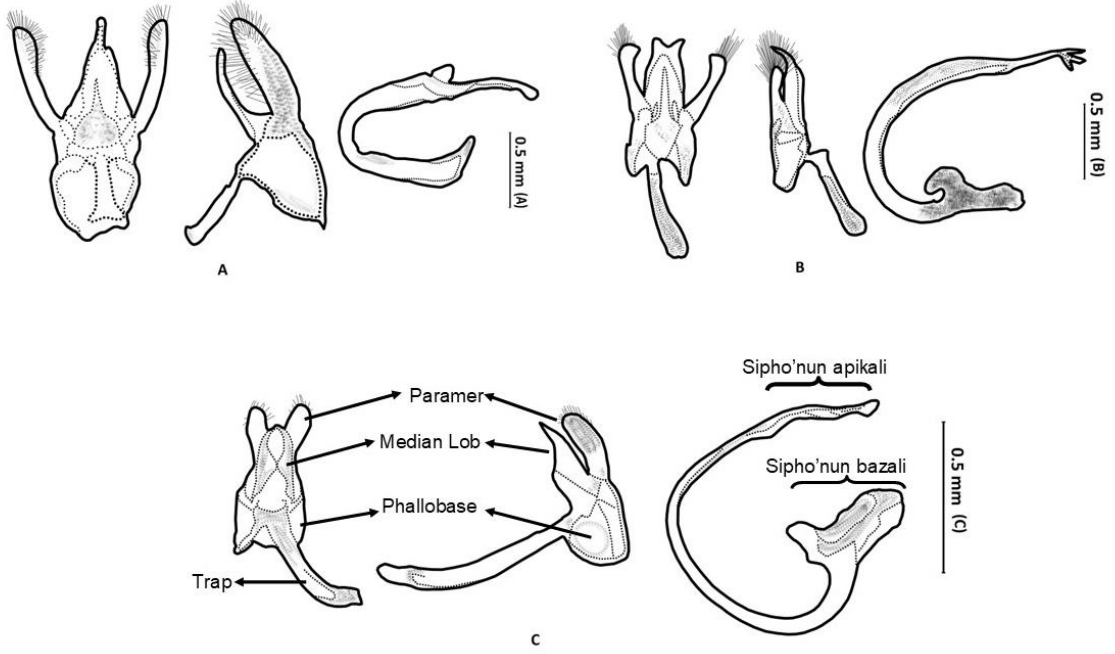 0.5 mm (A)
A
0.5 mm (B)
B
Sipho'nun apikali
Paramer
Median Lob
Sipho'nun bazali
Phallobase
0.5 mm (C)
Trap
C